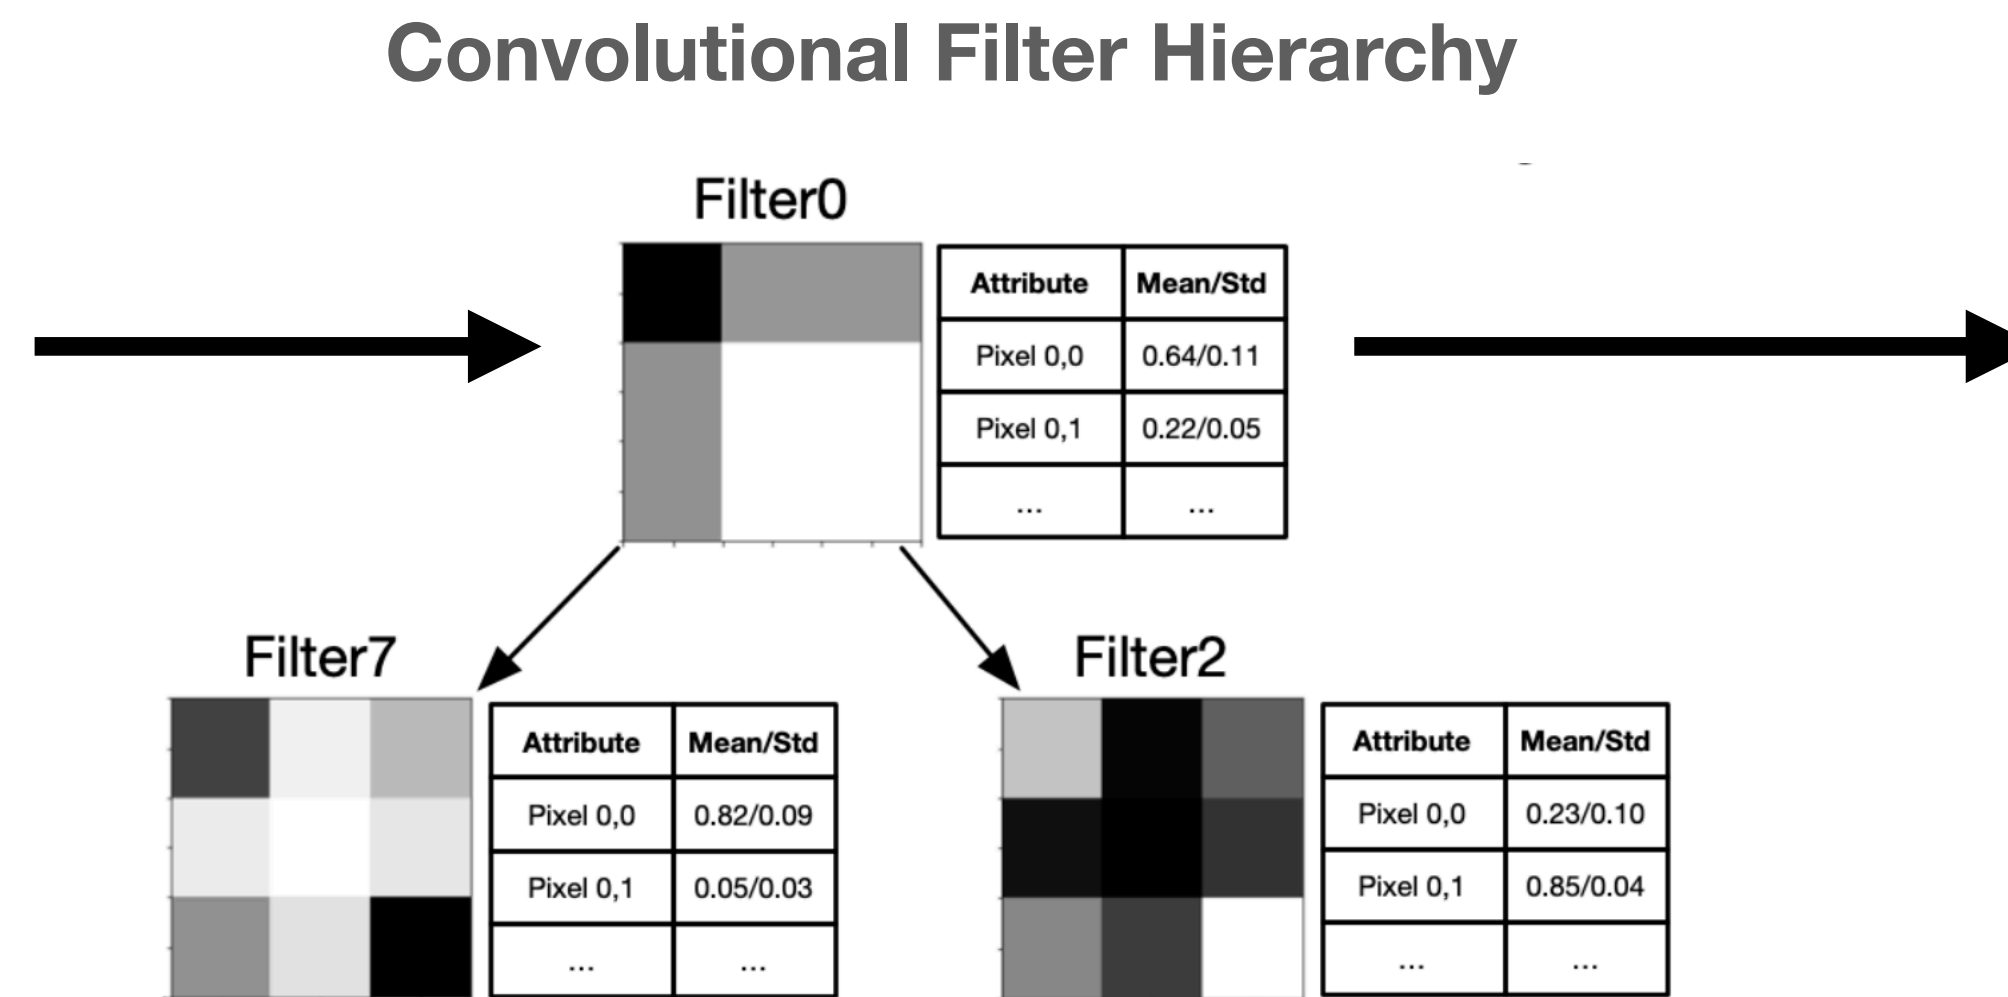 Convolutional Filter Hierarchy
Filter0
Attribute Mean/Std
Pixel 0,0 0.64/0.11
Pixel 0,1 0.22/0.05
... ...
Filter7
Attribute Mean/Std
Pixel 0,0 0.82/0.09
Pixel 0,1 0.05/0.03
... ...
Filter2
Attribute Mean/Std
Pixel 0,0 0.23/0.10
Pixel 0,1 0.85/0.04
... ...